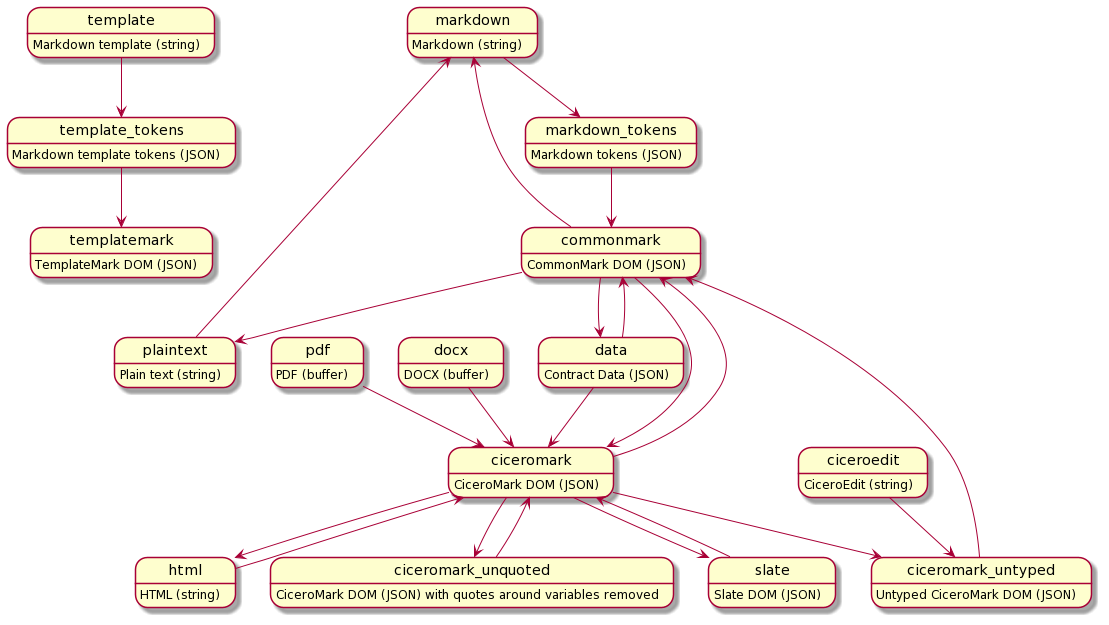 template
Markdown template (string)
markdown
Markdown (string)
template_tokens
Markdown template tokens (JSON)
markdown_tokens
Markdown tokens (JSON)
templatemark
TemplateMark DOM (JSON)
commonmark
CommonMark DOM (JSON)
plaintext
Plain text (string)
pdf
PDF (buffer)
docx
DOCX (buffer)
data
Contract Data (JSON)
ciceromark
CiceroMark DOM (JSON)
ciceroedit
CiceroEdit (string)
html
HTML (string)
ciceromark_unquoted
CiceroMark DOM (JSON) with quotes around variables removed
slate
Slate DOM (JSON)
ciceromark_untyped
Untyped CiceroMark DOM (JSON)